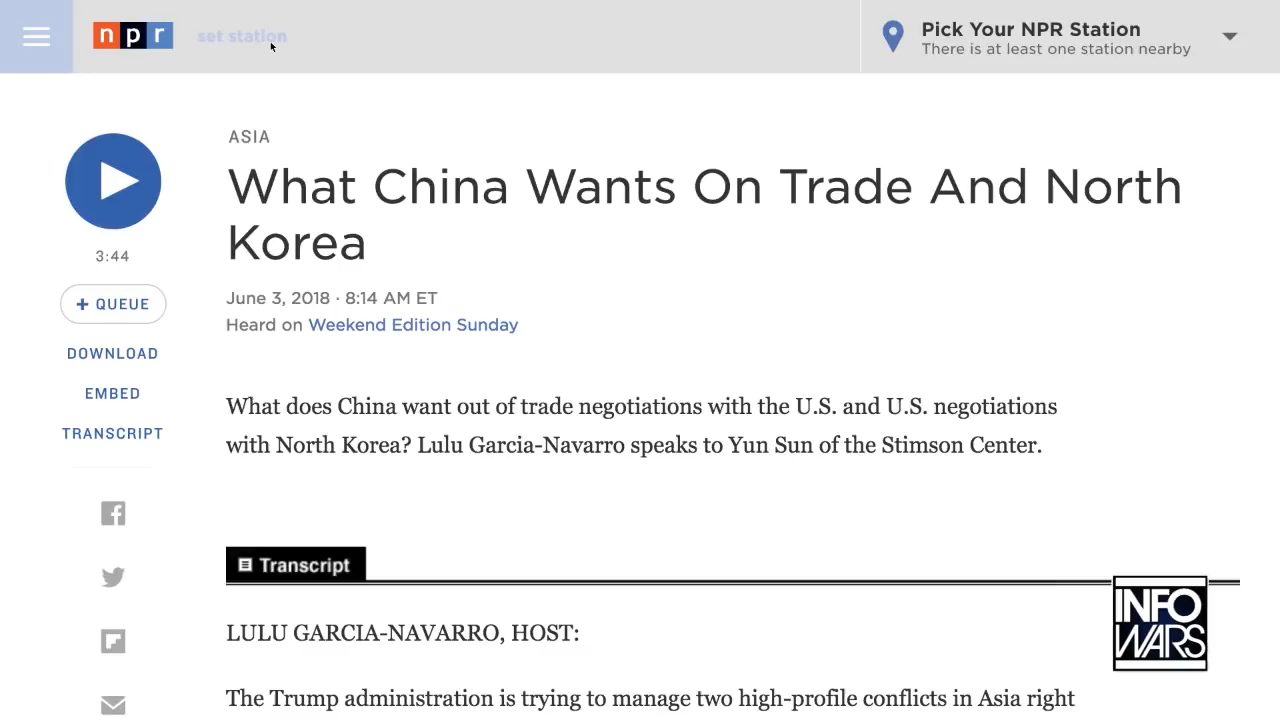 npr
set station
Pick Your NPR Station
There is at least one station nearby
ASIA
What China Wants On Trade And North
Korea
3:44
June 3, 2018 · 8:14 AM ET
+ QUEUE
Heard on Weekend Edition Sunday
DOWNLOAD
EMBED
TRANSCRIPT
What does China want out of trade negotiations with the U.S. and U.S. negotiations
with North Korea? Lulu Garcia-Navarro speaks to Yun Sun of the Stimson Center.
Transcript
LULU GARCIA-NAVARRO, HOST:
The Trump administration is trying to manage two high-profile conflicts in Asia right
INFO
WARS